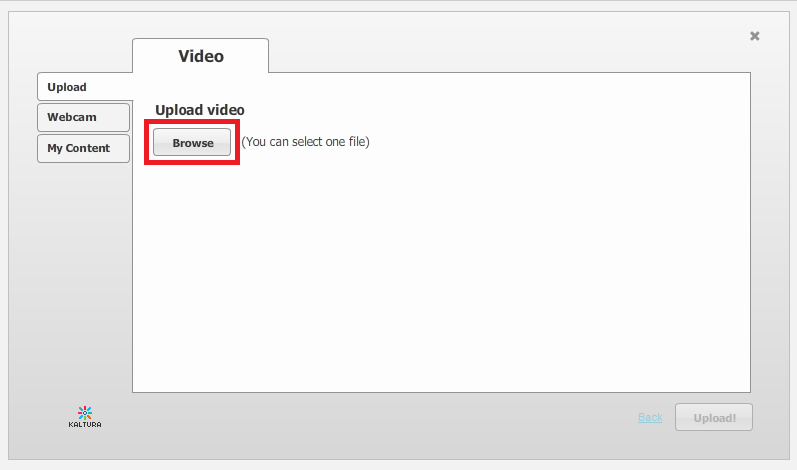 Video
Upload
Webcam
My Content
Upload video
Browse (You can select one file)
KALTURA
Back Upload!